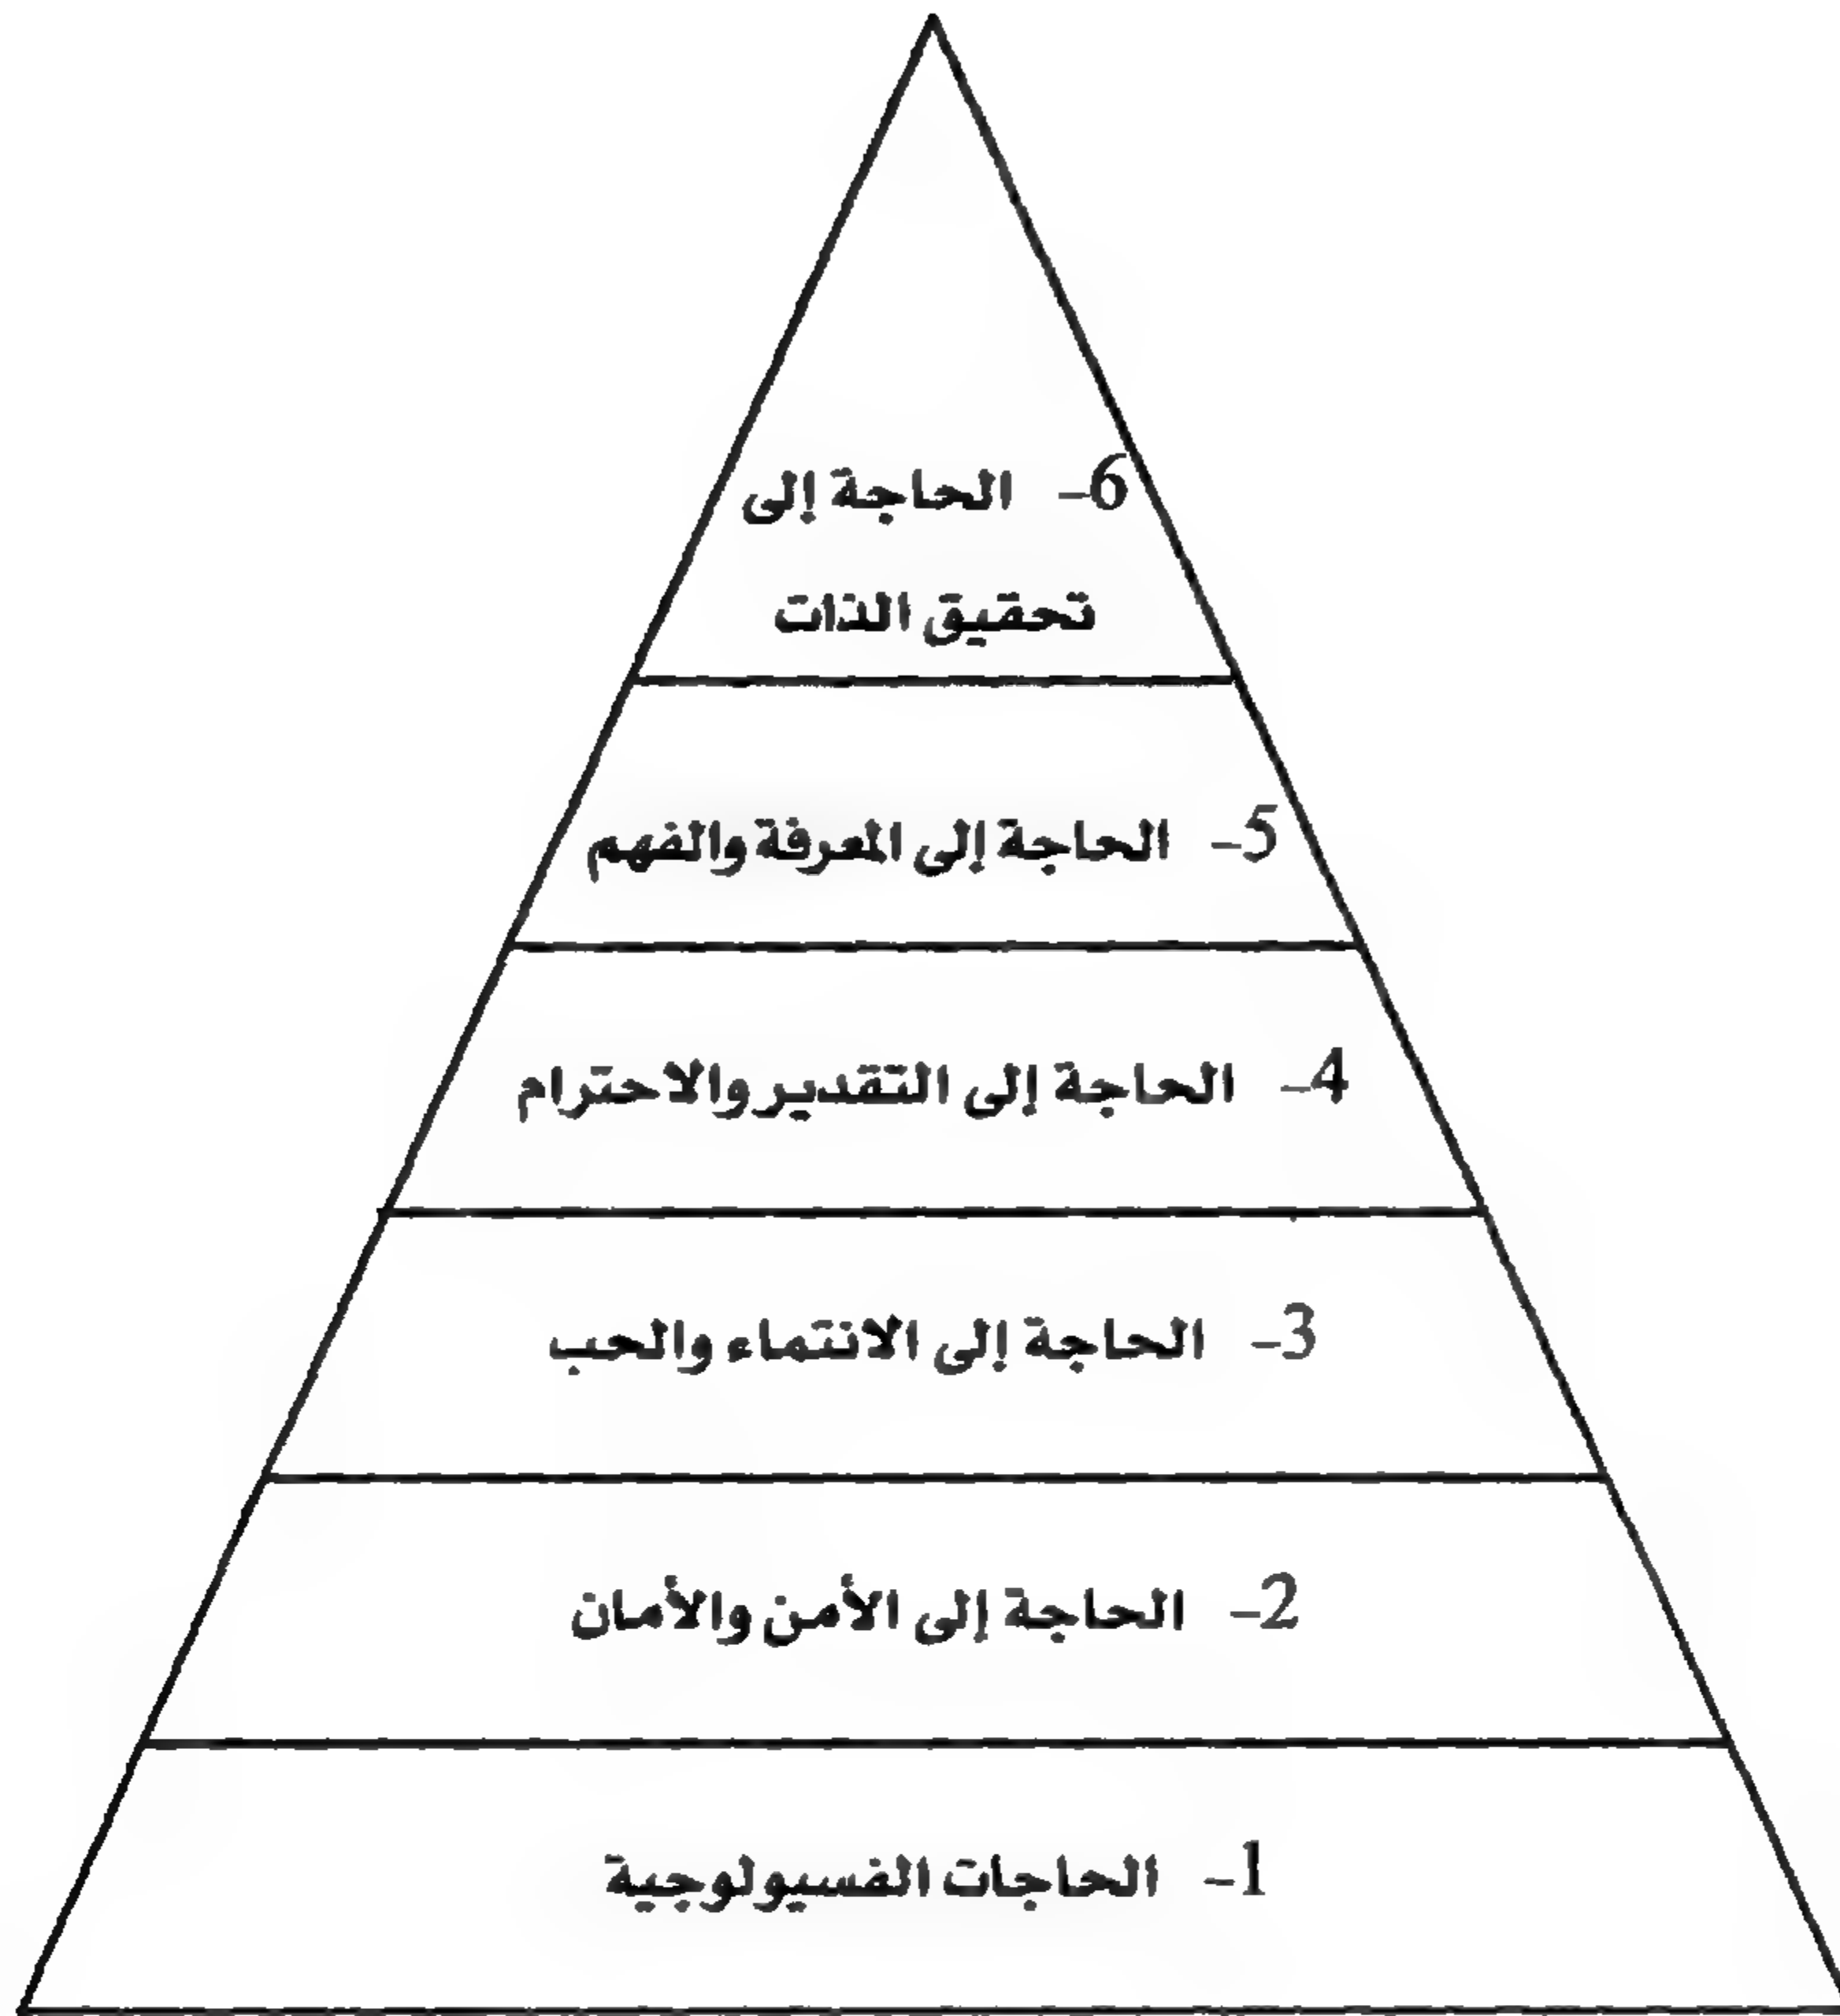 6- الحاجة إلى
تحقيق الذات
5- الحاجة إلى المعرفة والفهم
4- الحاجة إلى التقدير والاحترام
3- الحاجة إلى الانتماء والحب
2- الحاجة إلى الأمن والأمان
1- الحاجات الفسيولوجية